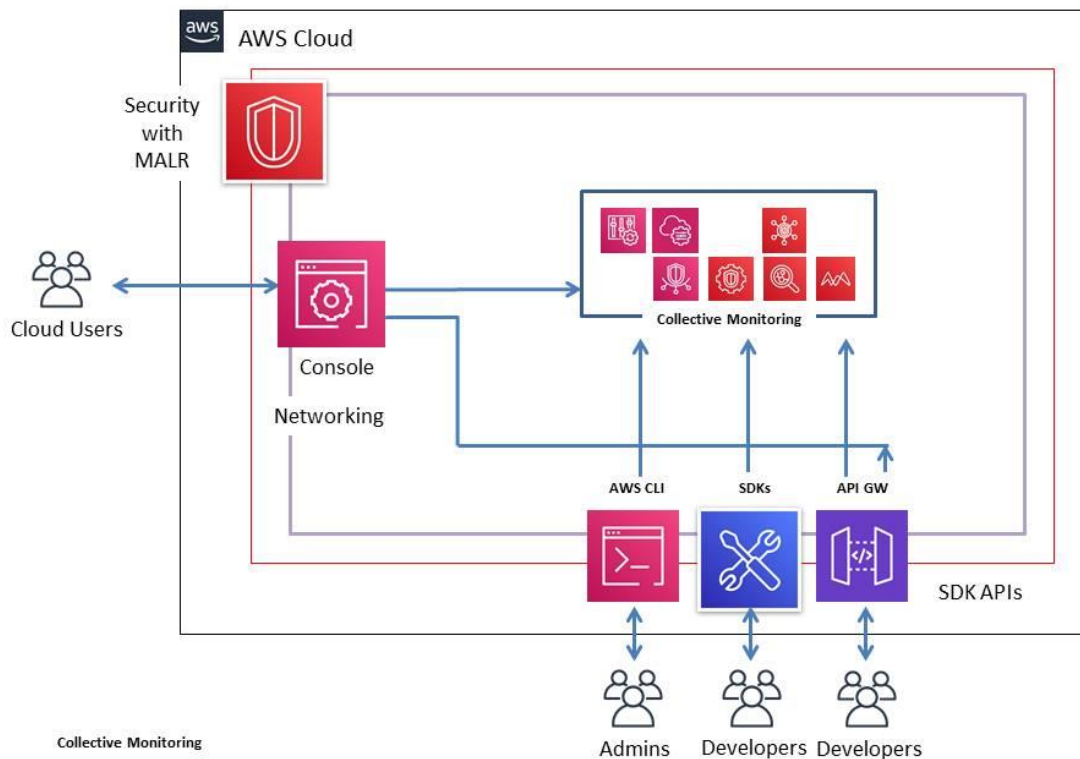 aws
AWS Cloud
Security
with
MALR
Cloud Users
Console
Networking
Collective Monitoring
AWS CLI
SDKs
API GW
SDK APIs
Admins
Developers
Developers
Collective Monitoring